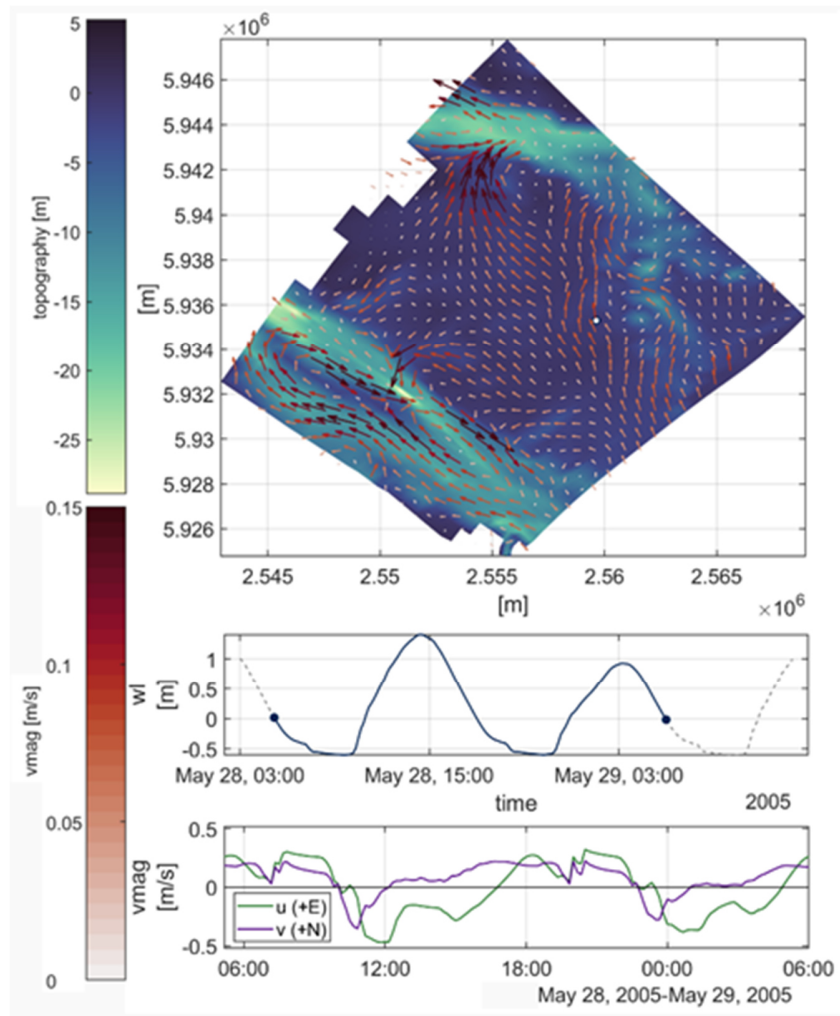 ×10⁶
5
0
-5
-10
-15
-20
-25
topography [m]
5.946
5.944
5.942
5.94
5.938
5.936
5.934
5.932
5.93
5.928
5.926
[m]
2.545 2.55 2.555 2.56 2.565
[m]
×10⁶
0.15
0.1
0.05
0
vmag [m/s]
wl
[m]
1
0.5
0
-0.5
May 28, 03:00 May 28, 15:00 May 29, 03:00
time 2005
vmag
[m/s]
0.5
0
-0.5
u (+E)
v (+N)
06:00 12:00 18:00 00:00 06:00
May 28, 2005-May 29, 2005